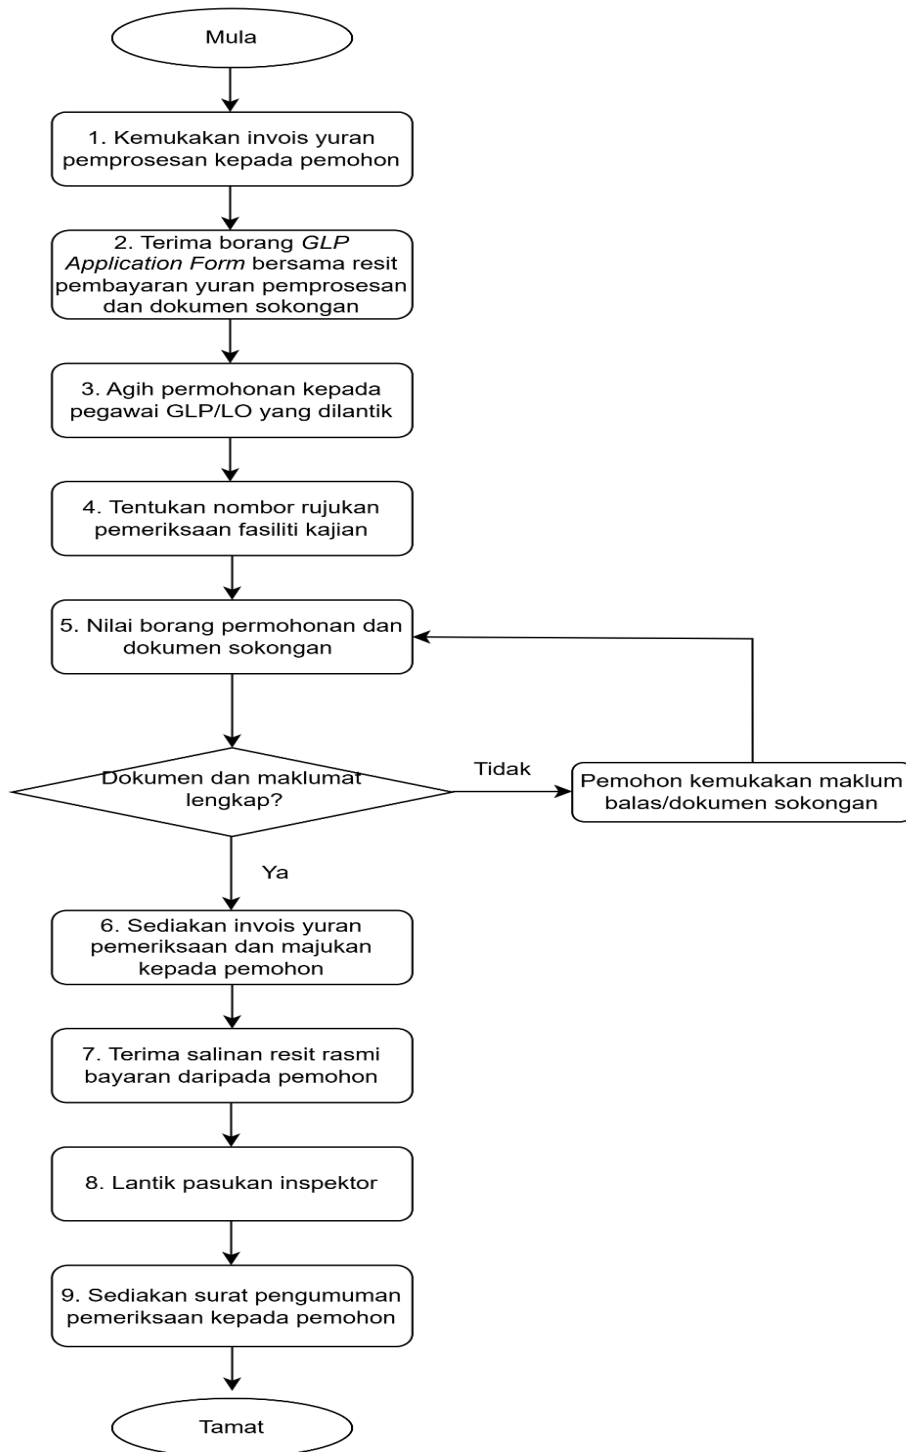 Mula
1. Kemukakan invois yuran
pemprosesan kepada pemohon
2. Terima borang GLP
Application Form bersama resit
pembayaran yuran pemprosesan
dan dokumen sokongan
3. Agih permohonan kepada
pegawai GLP/LO yang dilantik
4. Tentukan nombor rujukan
pemeriksaan fasiliti kajian
5. Nilai borang permohonan dan
dokumen sokongan
Dokumen dan maklumat
lengkap?
Tidak
Pemohon kemukakan maklum
balas/dokumen sokongan
Ya
6. Sediakan invois yuran
pemeriksaan dan majukan
kepada pemohon
7. Terima salinan resit rasmi
bayaran daripada pemohon
8. Lantik pasukan inspektor
9. Sediakan surat pengumuman
pemeriksaan kepada pemohon
Tamat